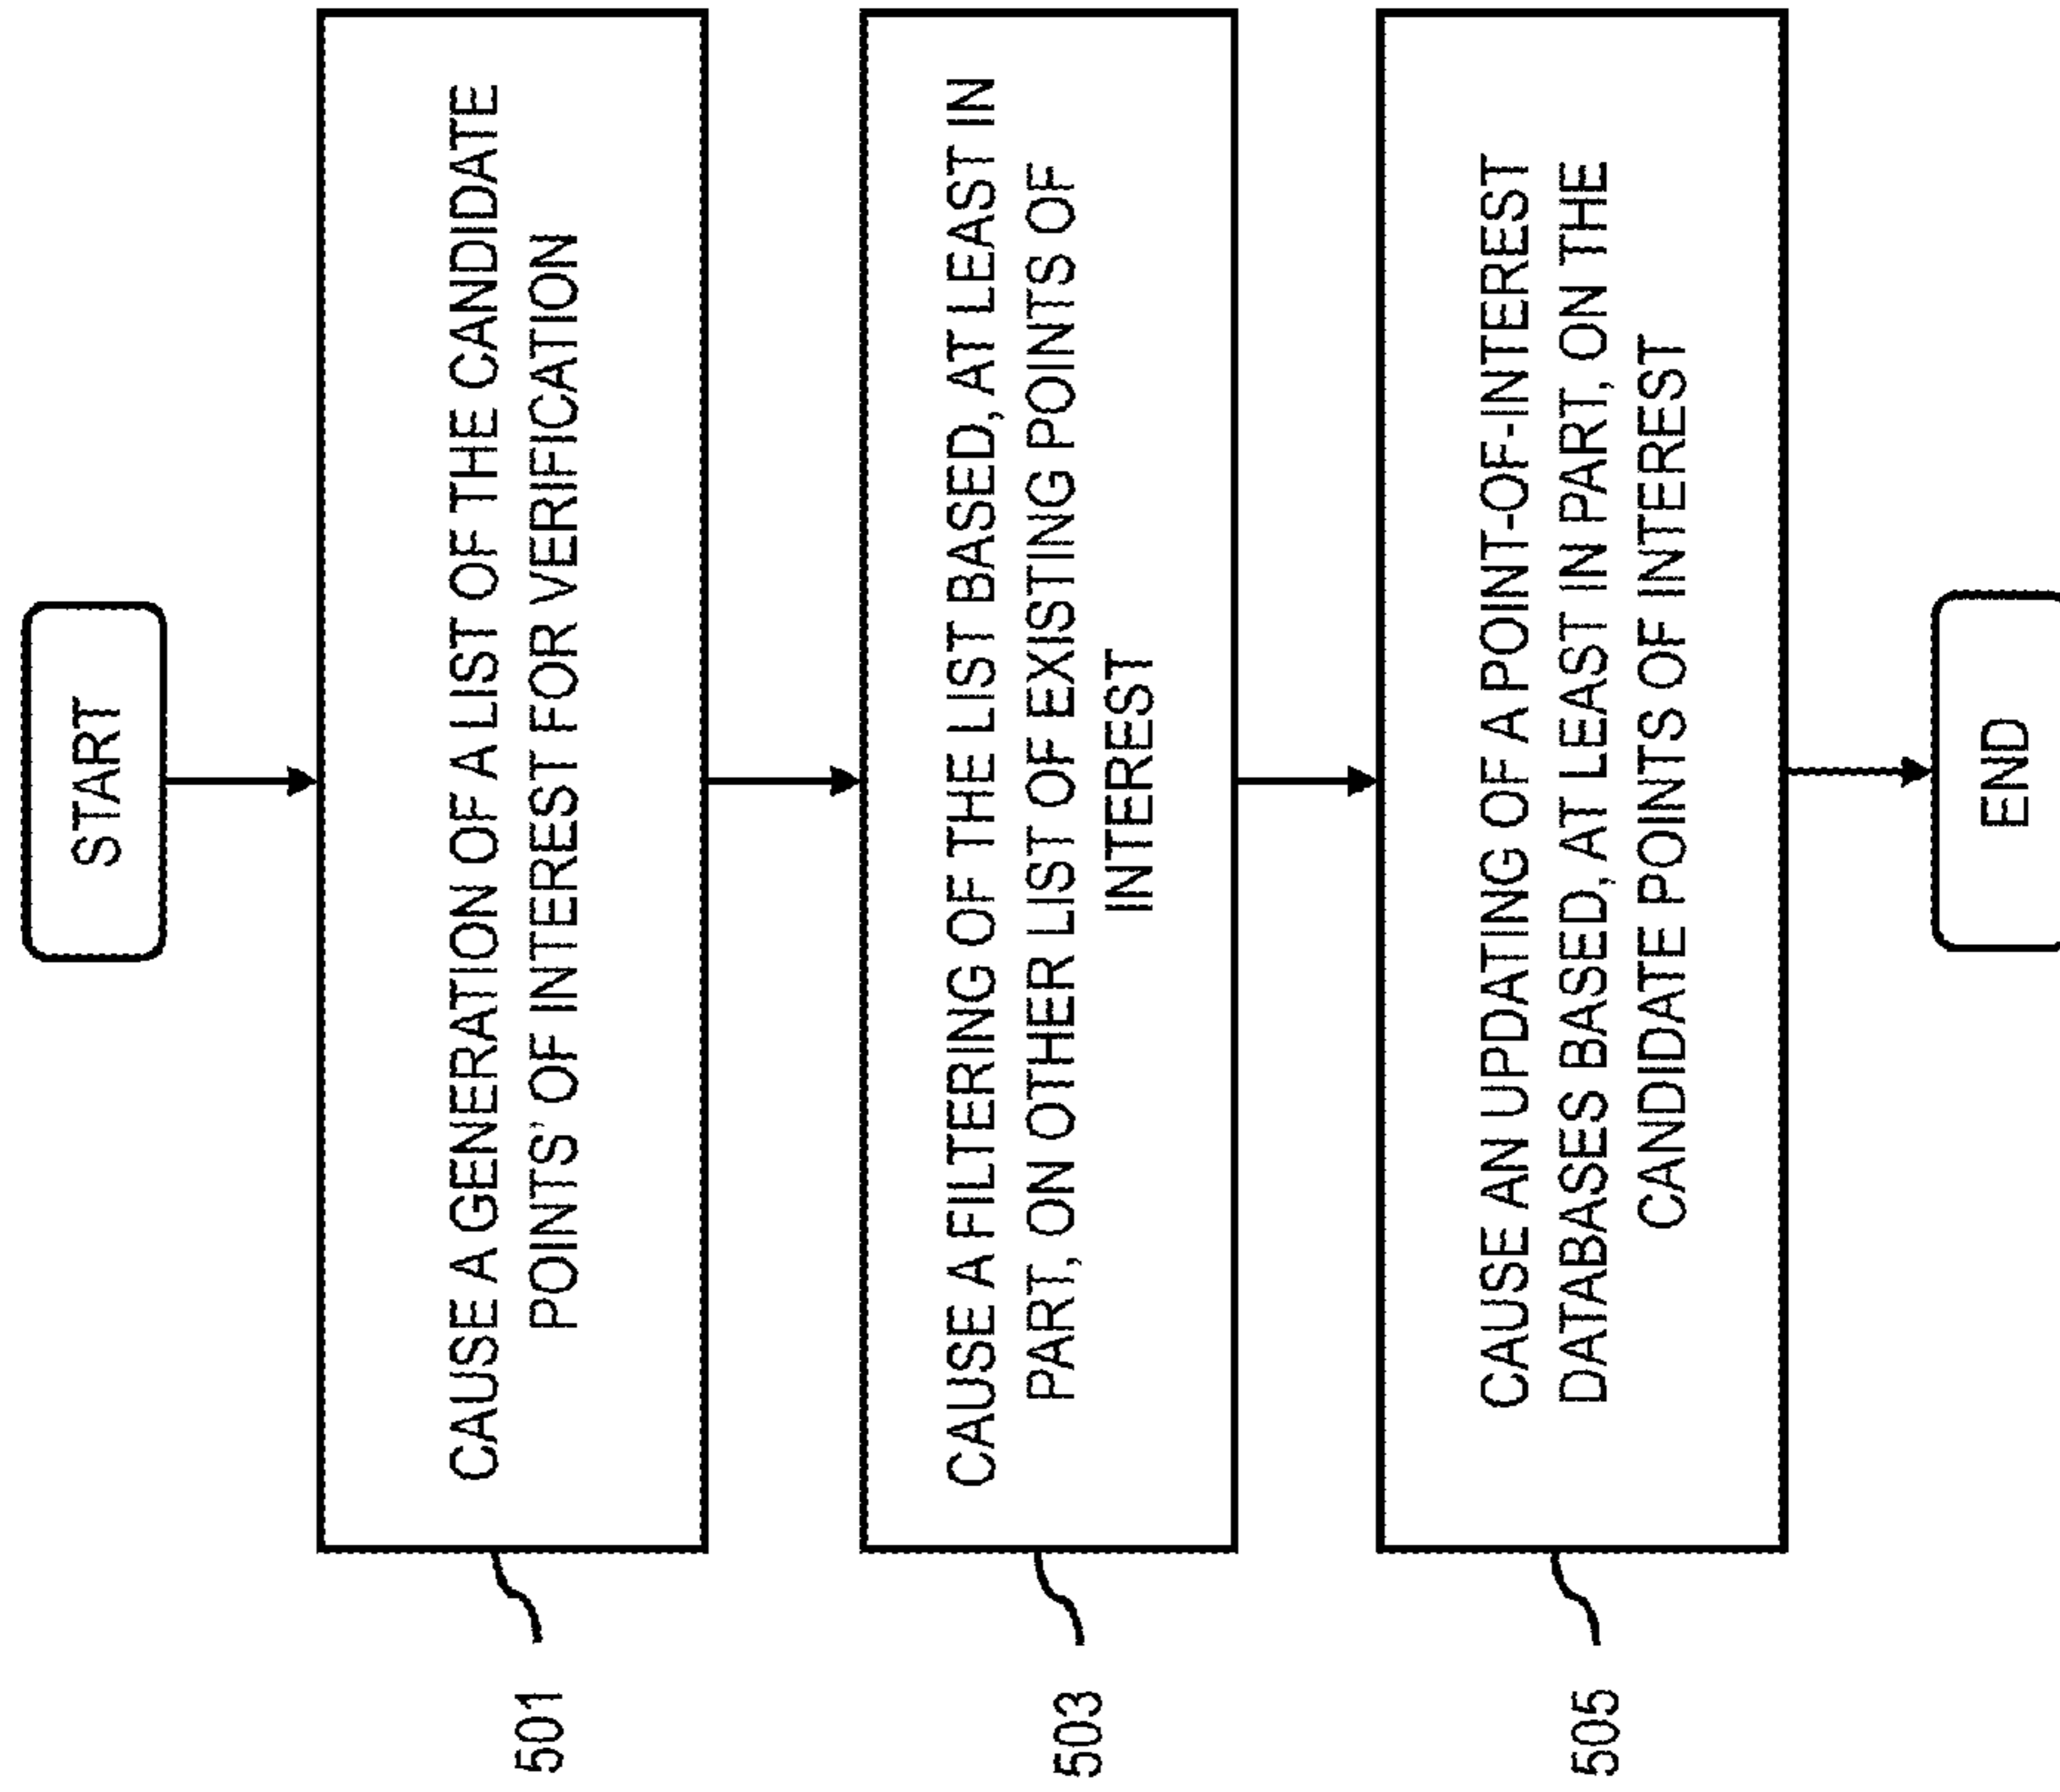 START
CAUSE A GENERATION OF A LIST OF THE CANDIDATE
POINTS' OF INTEREST FOR VERIFICATION
501
CAUSE A FILTERING OF THE LIST BASED, AT LEAST IN
PART, ON OTHER LIST OF EXISTING POINTS OF
INTEREST
503
CAUSE AN UPDATING OF A POINT-OF-INTEREST
DATABASES BASED, AT LEAST IN PART, ON THE
CANDIDATE POINTS OF INTEREST
505
END